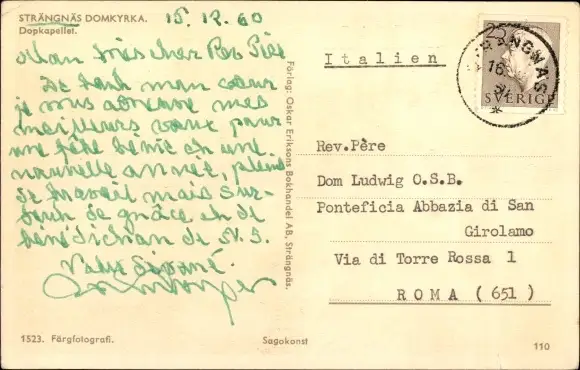 STRÄNGNÄS DOMKYRKA.
Dopkapellet.
15.12.60
Mon très cher Rev. Père
De tout mon cœur
je vous adresse mes
meilleurs vœux pour
une fête bénie et une
nouvelle année, pleine
de travail mais sur-
tout de grâce et de
bénédiction de N. S.
Votre
Förlag: Oskar Eriksons Bokhandel AB, Strängnäs.
1523. Färgfotografi.
Sagokonst
110
Italien
STRÄNGNÄS
16
SVERIGE
Rev.Père
Dom Ludwig O.S.B.
Ponteficia Abbazia di San
Girolamo
Via di Torre Rossa 1
ROMA (651)